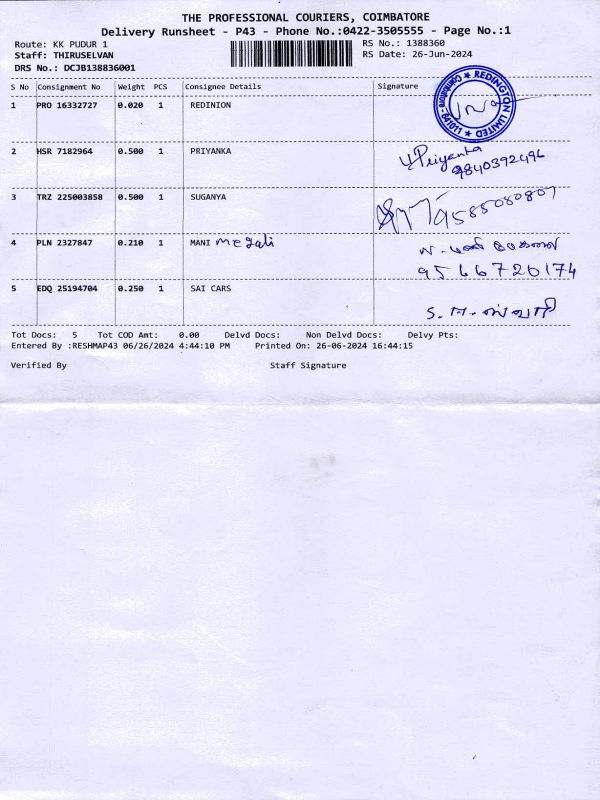 THE PROFESSIONAL COURIERS, COIMBATORE
Delivery Runsheet - P43 - Phone No.:0422-3505555 - Page No.:1
Route: KK PUDUR 1 RS No.: 1388360
Staff: THIRUSELVAN RS Date: 26-Jun-2024
DRS No.: DCJB138836001
S No Consignment No Weight PCS Consignee Details Signature
1 PRO 16332727 0.020 1 REDINION
REDINGTON LIMITED ★ Coimbatore - 641011 ★
2 HSR 7182964 0.500 1 PRIYANKA Priyanka
9840392496
3 TRZ 225003858 0.500 1 SUGANYA 9585080807
4 PLN 2327847 0.210 1 MANI Megali
9566720174
5 EDQ 25194704 0.250 1 SAI CARS
Tot Docs: 5 Tot COD Amt: 0.00 Delvd Docs: Non Delvd Docs: Delvy Pts:
Entered By :RESHMAP43 06/26/2024 4:44:10 PM Printed On: 26-06-2024 16:44:15
Verified By Staff Signature